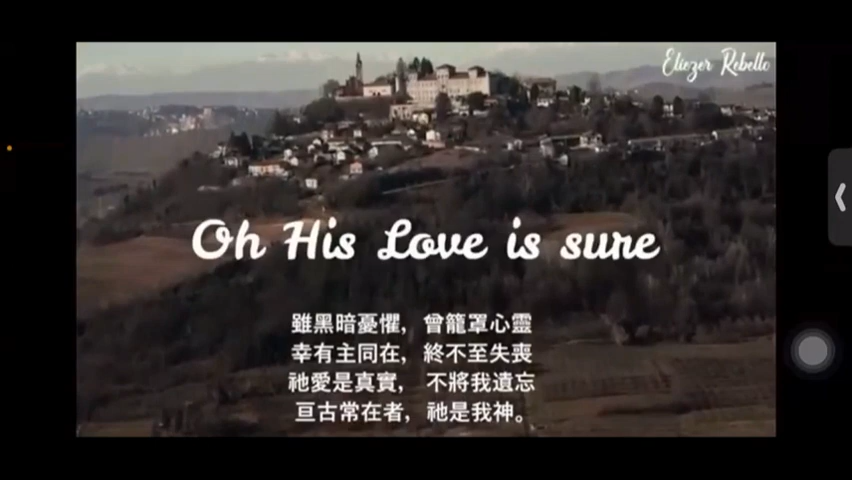 Eliezer Rebello
Oh His Love is sure
雖黑暗憂懼，曾籠罩心靈
幸有主同在，終不至失喪
祂愛是真實， 不將我遺忘
亘古常在者，祂是我神。